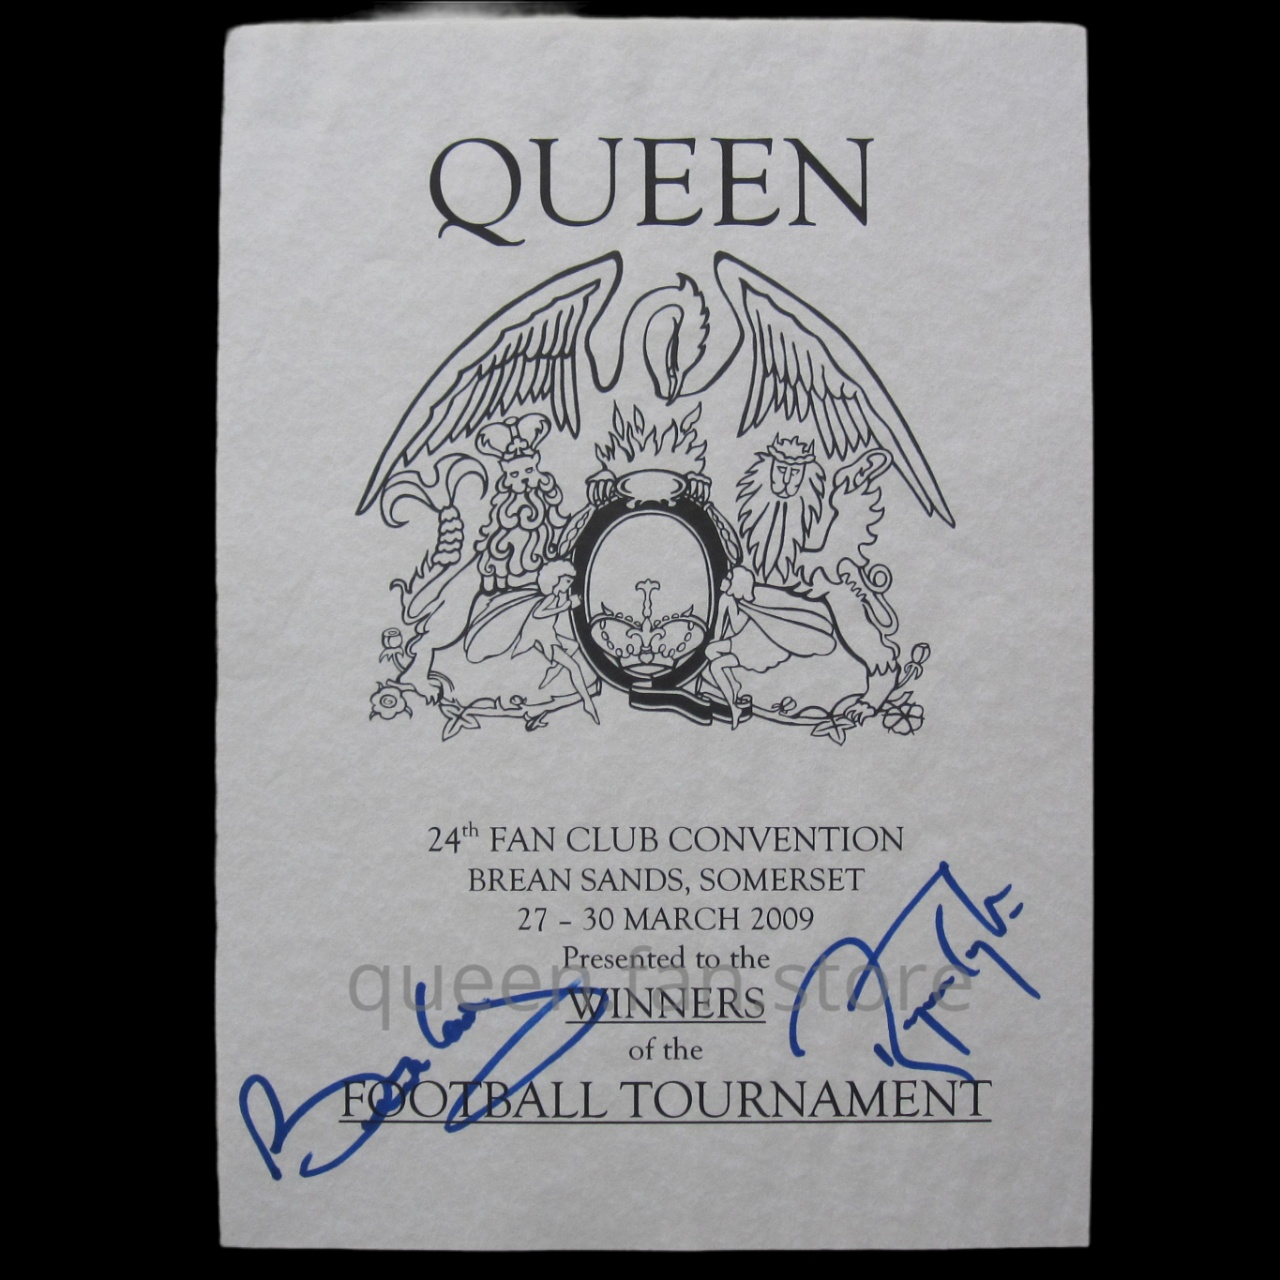 QUEEN
24th FAN CLUB CONVENTION
BREAN SANDS, SOMERSET
27 – 30 MARCH 2009
Presented to the
queen.fan.store
WINNERS
of the
FOOTBALL TOURNAMENT